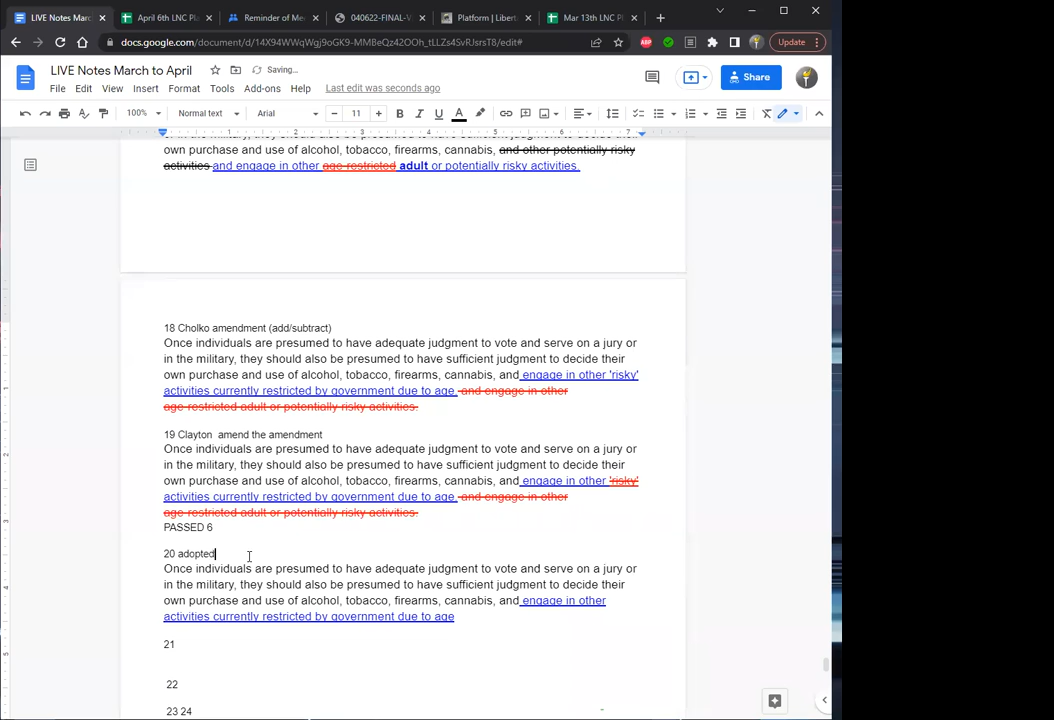 LIVE Notes Marc
April 6th LNC Pl
Reminder of Me
040622-FINAL-V
Platform | Libert
Mar 13th LNC Pl
docs.google.com/document/d/14X94WWqWgj9oGK9-MMBeQz42OOh_tLLZs4SvRJsrsT8/edit#
ABP
Update
LIVE Notes March to April
Saving...
Share
File Edit View Insert Format Tools Add-ons Help Last edit was seconds ago
100% Normal text Arial 11 B I U A
1 2 3 4 5 6 7
own purchase and use of alcohol, tobacco, firearms, cannabis, and other potentially risky
activities and engage in other age-restricted adult or potentially risky activities.
18 Cholko amendment (add/subtract)
Once individuals are presumed to have adequate judgment to vote and serve on a jury or
in the military, they should also be presumed to have sufficient judgment to decide their
own purchase and use of alcohol, tobacco, firearms, cannabis, and engage in other 'risky'
activities currently restricted by government due to age. and engage in other
age-restricted adult or potentially risky activities.
19 Clayton amend the amendment
Once individuals are presumed to have adequate judgment to vote and serve on a jury or
in the military, they should also be presumed to have sufficient judgment to decide their
own purchase and use of alcohol, tobacco, firearms, cannabis, and engage in other 'risky'
activities currently restricted by government due to age. and engage in other
age-restricted adult or potentially risky activities.
PASSED 6
20 adopted
Once individuals are presumed to have adequate judgment to vote and serve on a jury or
in the military, they should also be presumed to have sufficient judgment to decide their
own purchase and use of alcohol, tobacco, firearms, cannabis, and engage in other
activities currently restricted by government due to age
21
22
23 24